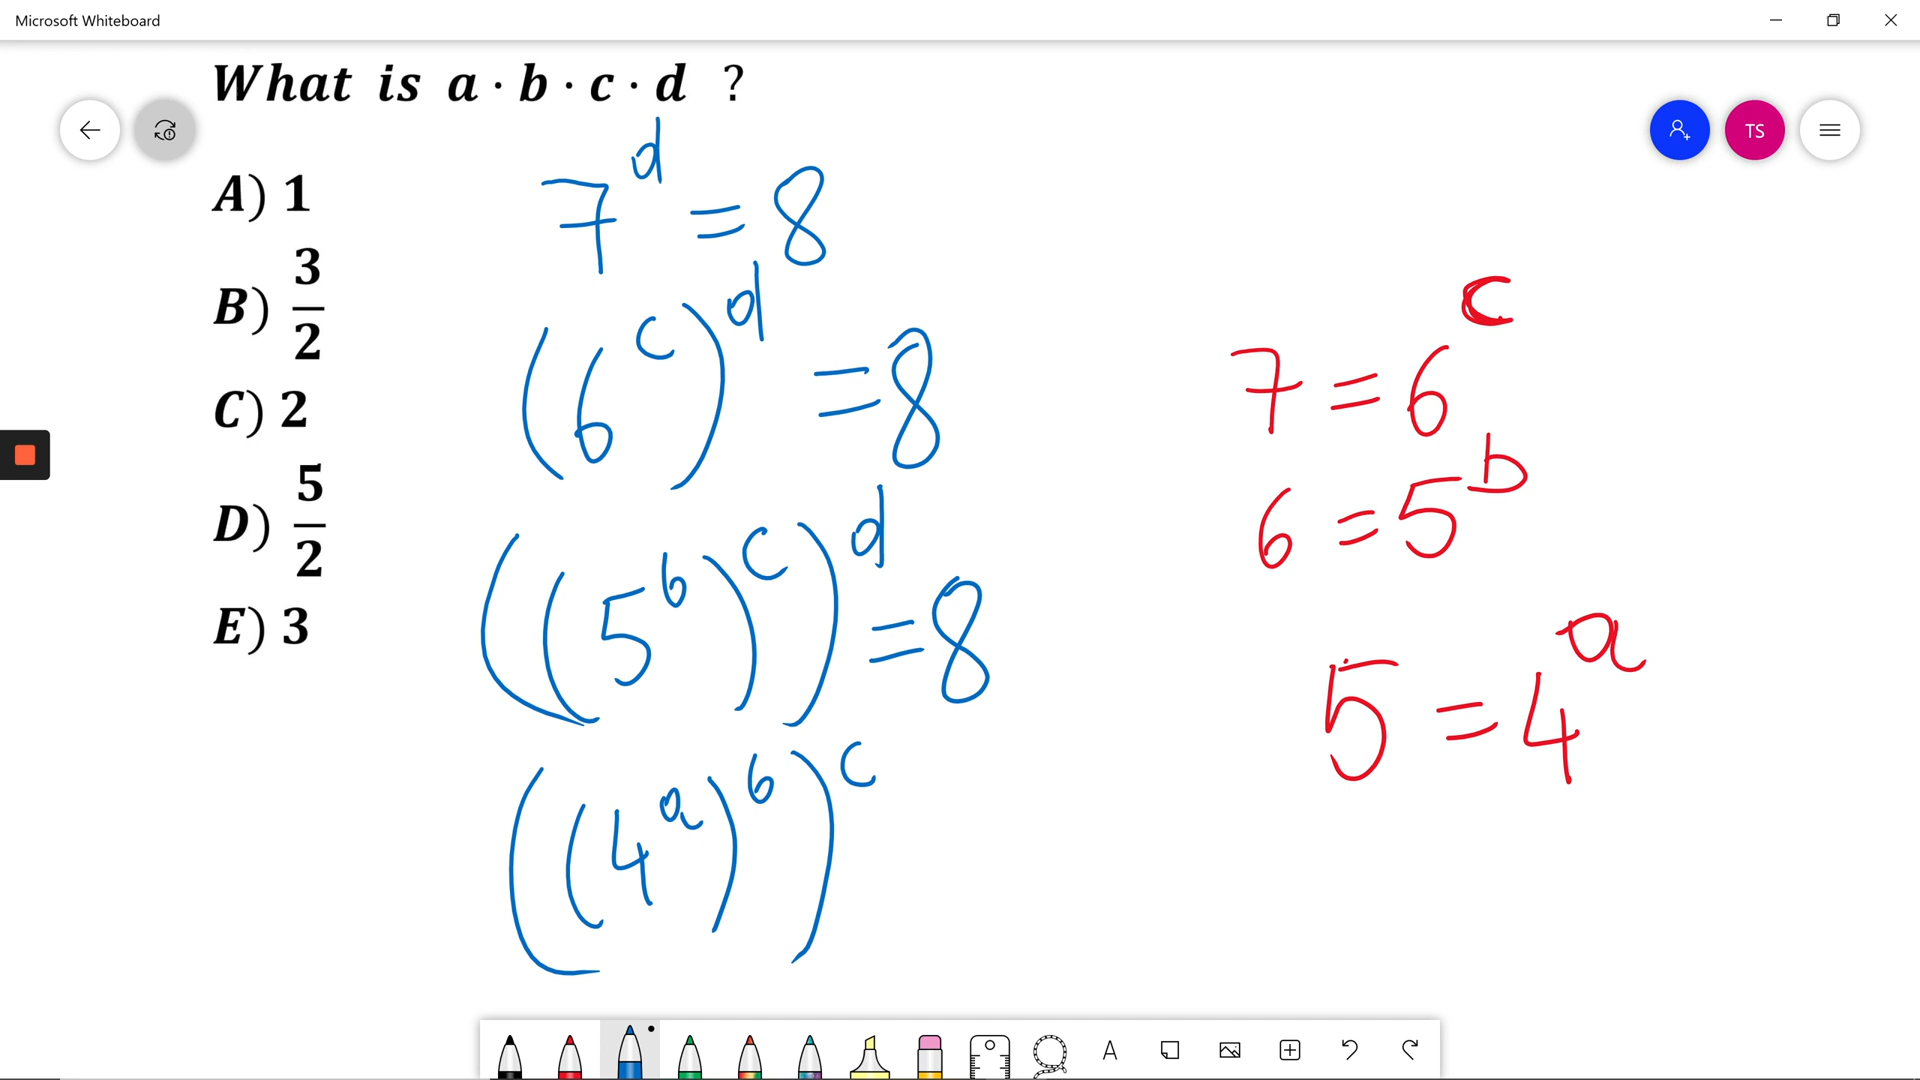 Microsoft Whiteboard
What is a · b · c · d ?
A) 1
B) 3/2
C) 2
D) 5/2
E) 3
7^d = 8
(6^c)^d = 8
((5^b)^c)^d = 8
((4^a)^b)^c
7 = 6^c
6 = 5^b
5 = 4^a
TS
A